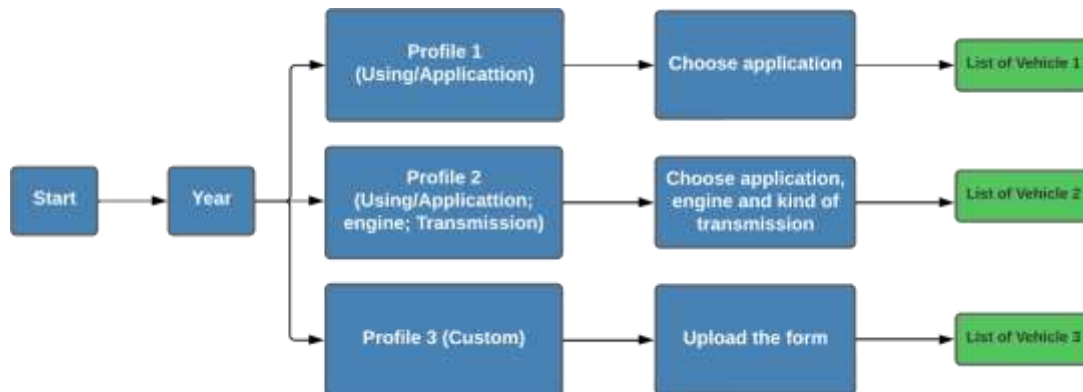 Profile 1
(Using/Applicattion)
Choose application
List of Vehicle 1
Start
Year
Profile 2
(Using/Applicattion;
engine; Transmission)
Choose application,
engine and kind of
transmission
List of Vehicle 2
Profile 3 (Custom)
Upload the form
List of Vehicle 3